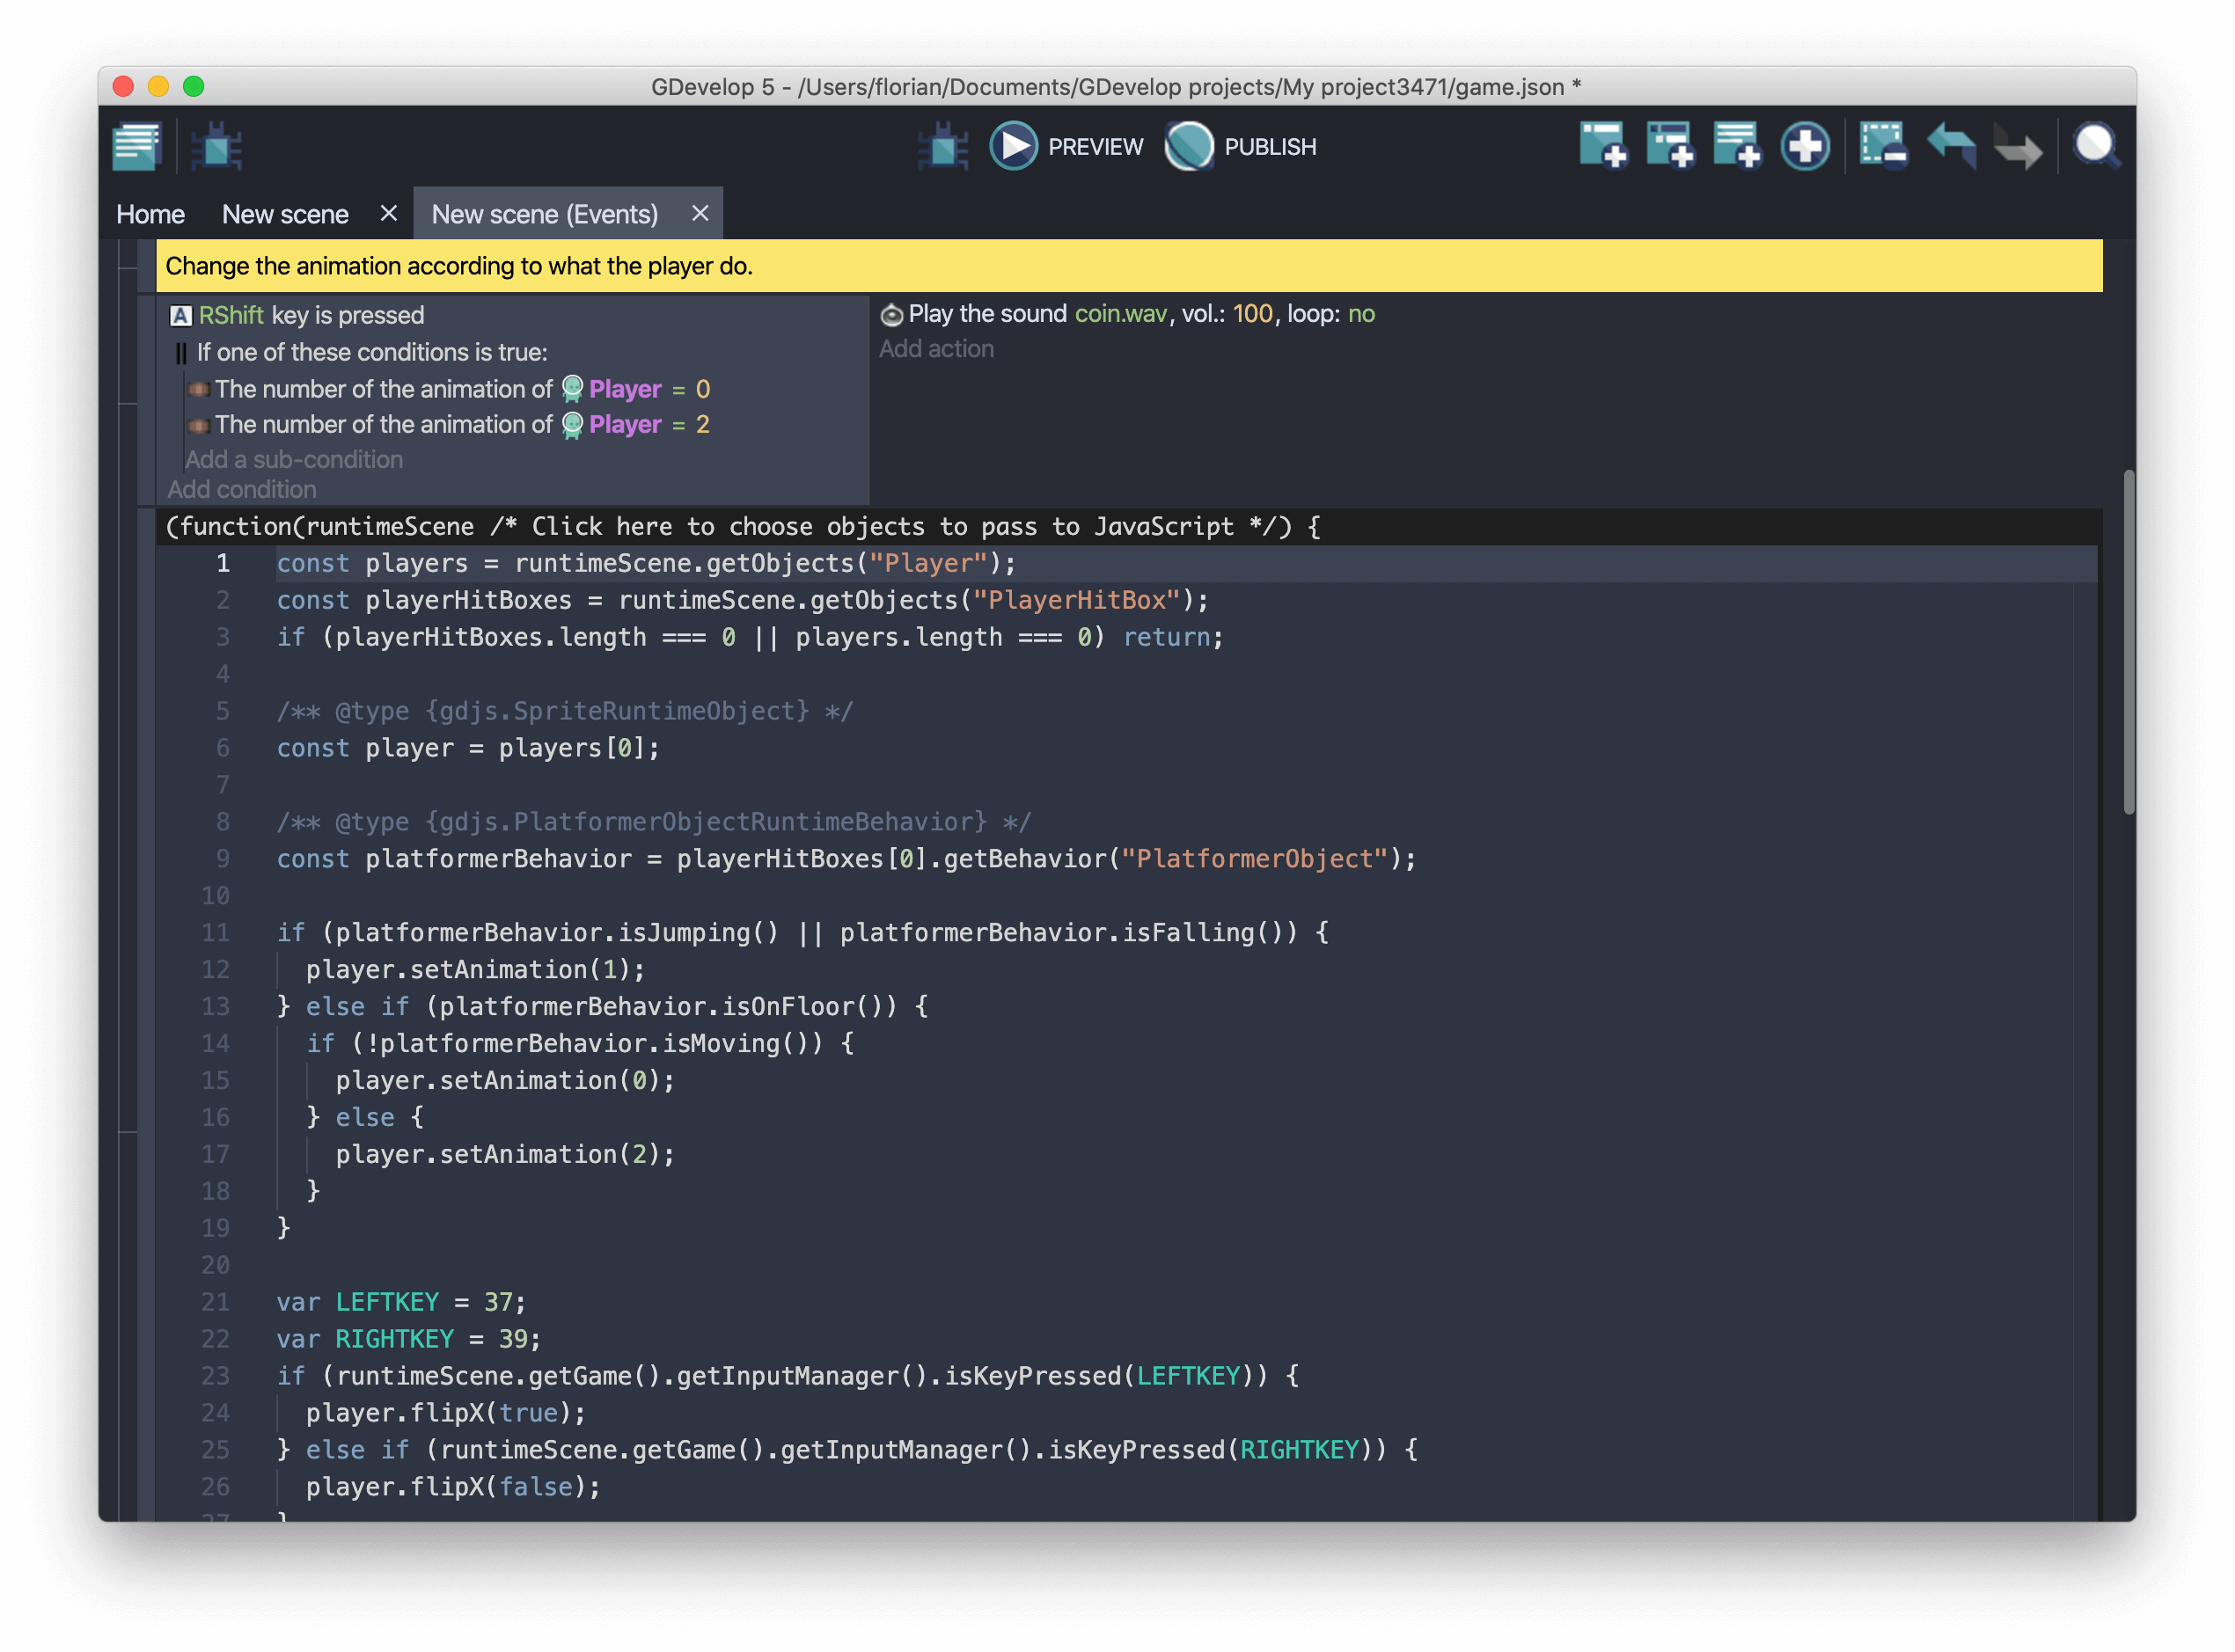 GDevelop 5 - /Users/florian/Documents/GDevelop projects/My project3471/game.json *
PREVIEW PUBLISH
Home New scene × New scene (Events) ×
Change the animation according to what the player do.
A RShift key is pressed
If one of these conditions is true:
The number of the animation of Player = 0
The number of the animation of Player = 2
Add a sub-condition
Add condition
Play the sound coin.wav, vol.: 100, loop: no
Add action
(function(runtimeScene /* Click here to choose objects to pass to JavaScript */) {
1 const players = runtimeScene.getObjects("Player");
2 const playerHitBoxes = runtimeScene.getObjects("PlayerHitBox");
3 if (playerHitBoxes.length === 0 || players.length === 0) return;
4
5 /** @type {gdjs.SpriteRuntimeObject} */
6 const player = players[0];
7
8 /** @type {gdjs.PlatformerObjectRuntimeBehavior} */
9 const platformerBehavior = playerHitBoxes[0].getBehavior("PlatformerObject");
10
11 if (platformerBehavior.isJumping() || platformerBehavior.isFalling()) {
12 player.setAnimation(1);
13 } else if (platformerBehavior.isOnFloor()) {
14 if (!platformerBehavior.isMoving()) {
15 player.setAnimation(0);
16 } else {
17 player.setAnimation(2);
18 }
19 }
20
21 var LEFTKEY = 37;
22 var RIGHTKEY = 39;
23 if (runtimeScene.getGame().getInputManager().isKeyPressed(LEFTKEY)) {
24 player.flipX(true);
25 } else if (runtimeScene.getGame().getInputManager().isKeyPressed(RIGHTKEY)) {
26 player.flipX(false);
27 }